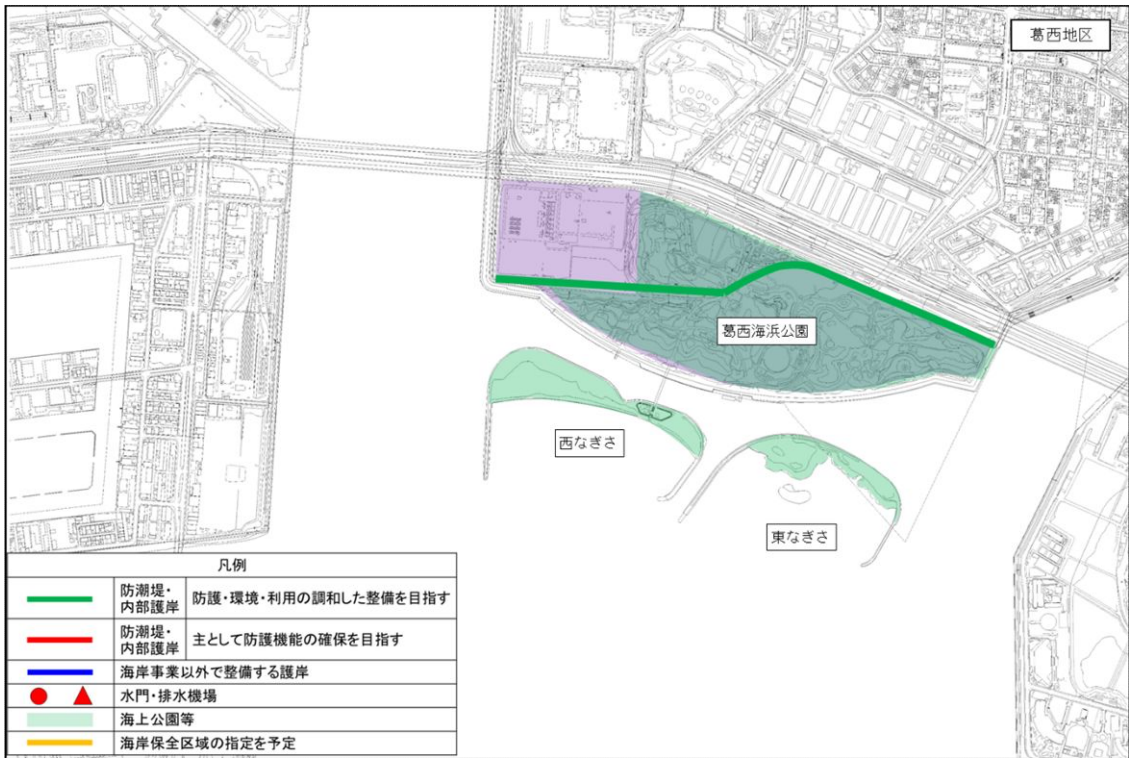 葛西地区
葛西海浜公園
西なぎさ
東なぎさ
凡例
防潮堤・
内部護岸
防護・環境・利用の調和した整備を目指す
防潮堤・
内部護岸
主として防護機能の確保を目指す
海岸事業以外で整備する護岸
水門・排水機場
海上公園等
海岸保全区域の指定を予定